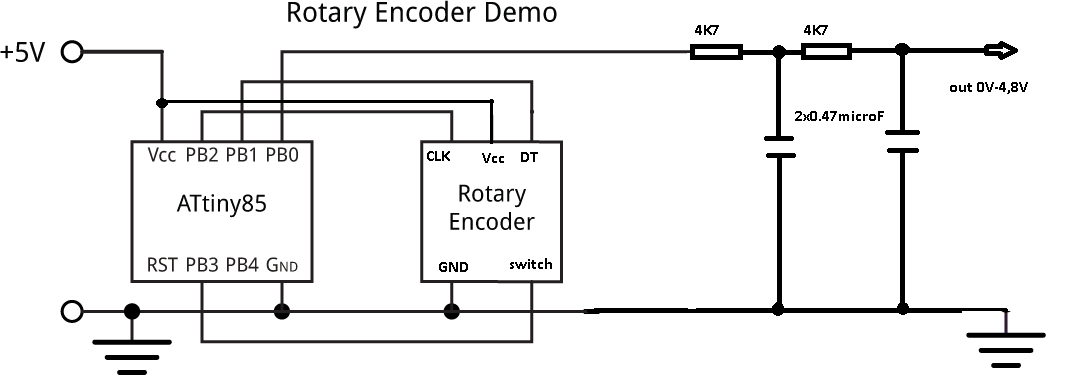 Rotary Encoder Demo
+5V
4K7
4K7
out 0V-4,8V
2x0.47microF
Vcc PB2 PB1 PB0
ATtiny85
RST PB3 PB4 GND
CLK Vcc DT
Rotary
Encoder
GND switch